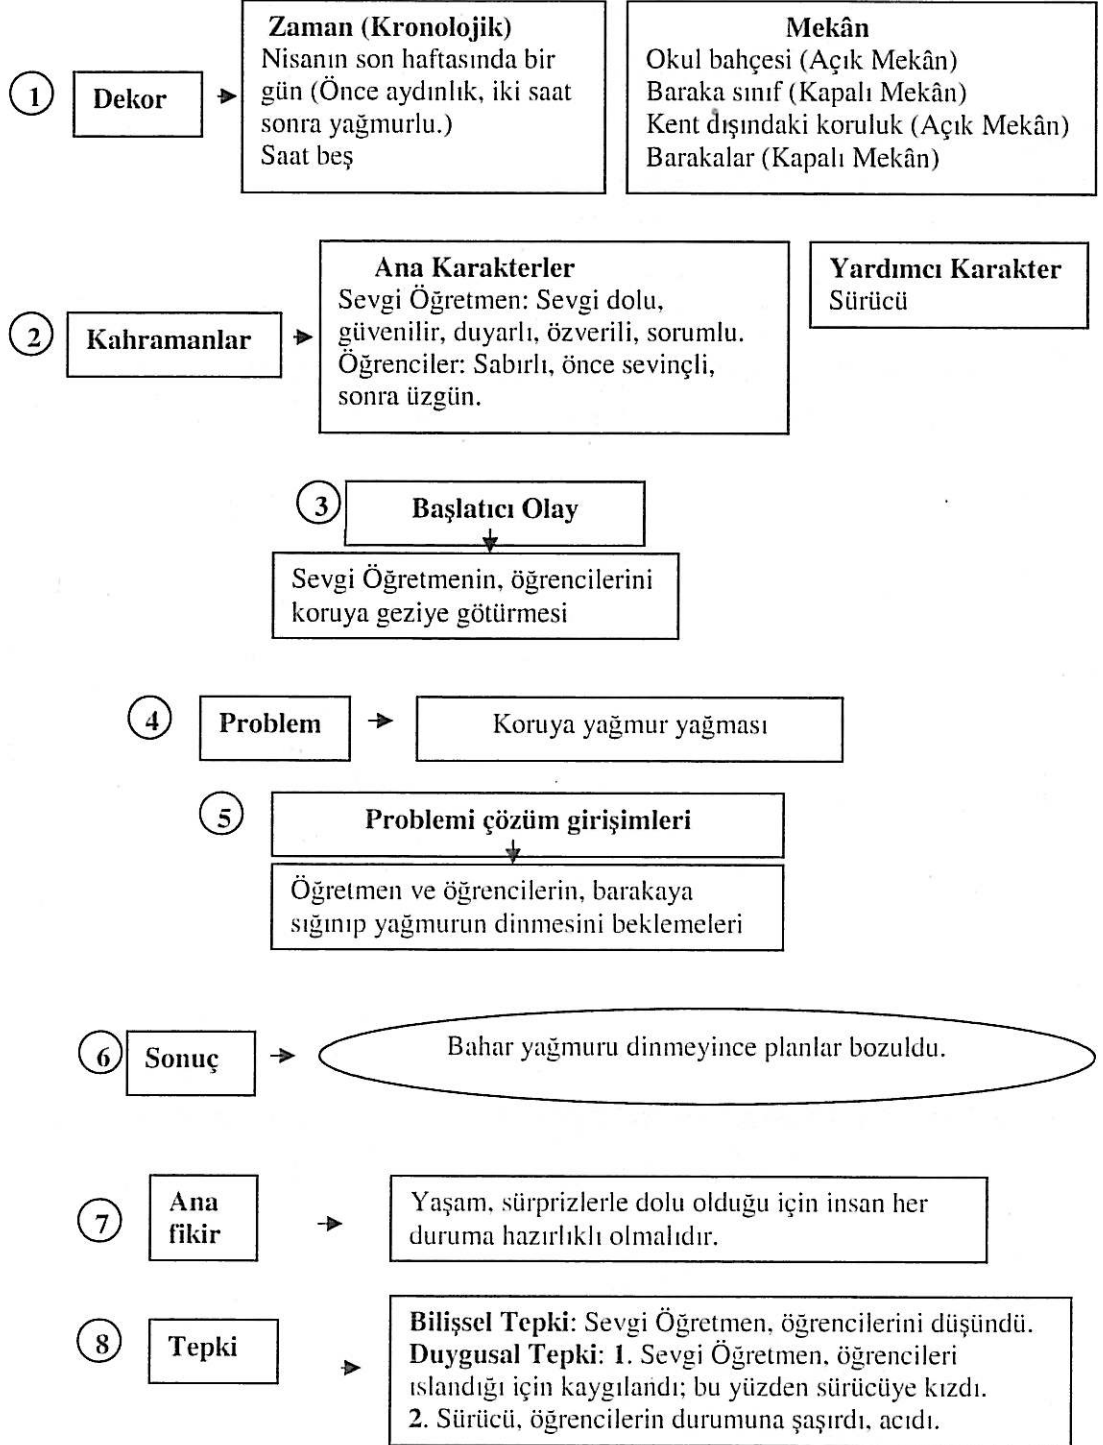 Zaman (Kronolojik)
Nisanın son haftasında bir
gün (Önce aydınlık, iki saat
sonra yağmurlu.)
Saat beş
Mekân
Okul bahçesi (Açık Mekân)
Baraka sınıf (Kapalı Mekân)
Kent dışındaki koruluk (Açık Mekân)
Barakalar (Kapalı Mekân)
1 Dekor
Ana Karakterler
Sevgi Öğretmen: Sevgi dolu,
güvenilir, duyarlı, özverili, sorumlu.
Öğrenciler: Sabırlı, önce sevinçli,
sonra üzgün.
Yardımcı Karakter
Sürücü
2 Kahramanlar
3 Başlatıcı Olay
Sevgi Öğretmenin, öğrencilerini
koruya geziye götürmesi
4 Problem
Koruya yağmur yağması
5 Problemi çözüm girişimleri
Öğretmen ve öğrencilerin, barakaya
sığınıp yağmurun dinmesini beklemeleri
6 Sonuç
Bahar yağmuru dinmeyince planlar bozuldu.
7 Ana
fikir
Yaşam, sürprizlerle dolu olduğu için insan her
duruma hazırlıklı olmalıdır.
8 Tepki
Bilişsel Tepki: Sevgi Öğretmen, öğrencilerini düşündü.
Duygusal Tepki: 1. Sevgi Öğretmen, öğrencileri
ıslandığı için kaygılandı; bu yüzden sürücüye kızdı.
2. Sürücü, öğrencilerin durumuna şaşırdı, acıdı.